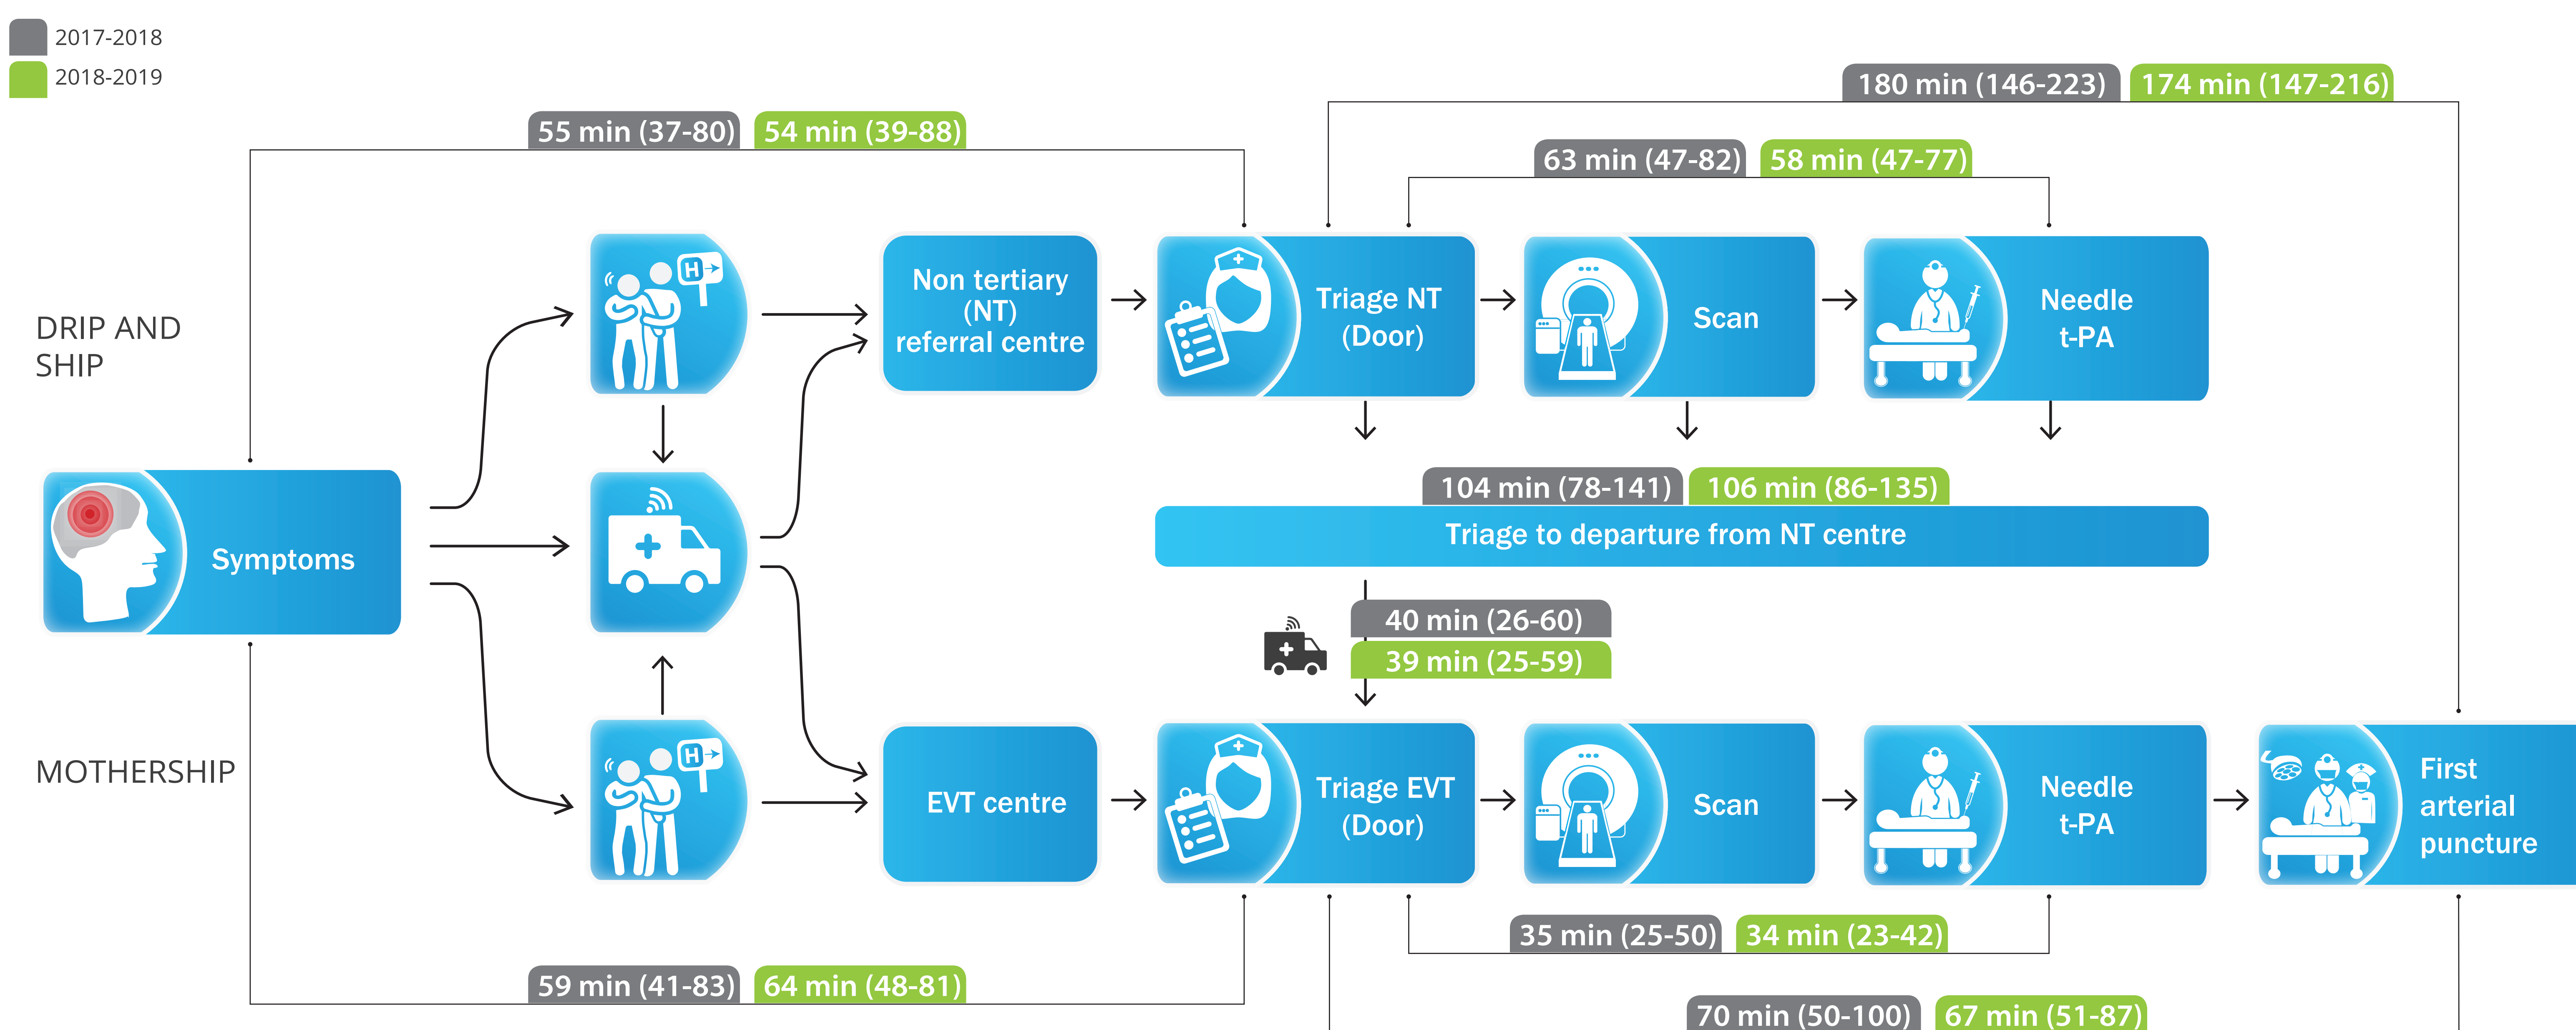 2017-2018
2018-2019
180 min (146-223)
174 min (147-216)
55 min (37-80)
54 min (39-88)
63 min (47-82)
58 min (47-77)
DRIP AND
SHIP
H
Non tertiary
(NT)
referral centre
Triage NT
(Door)
Scan
Needle
t-PA
104 min (78-141)
106 min (86-135)
Triage to departure from NT centre
Symptoms
40 min (26-60)
39 min (25-59)
MOTHERSHIP
H
EVT centre
Triage EVT
(Door)
Scan
Needle
t-PA
First
arterial
puncture
35 min (25-50)
34 min (23-42)
59 min (41-83)
64 min (48-81)
70 min (50-100)
67 min (51-87)